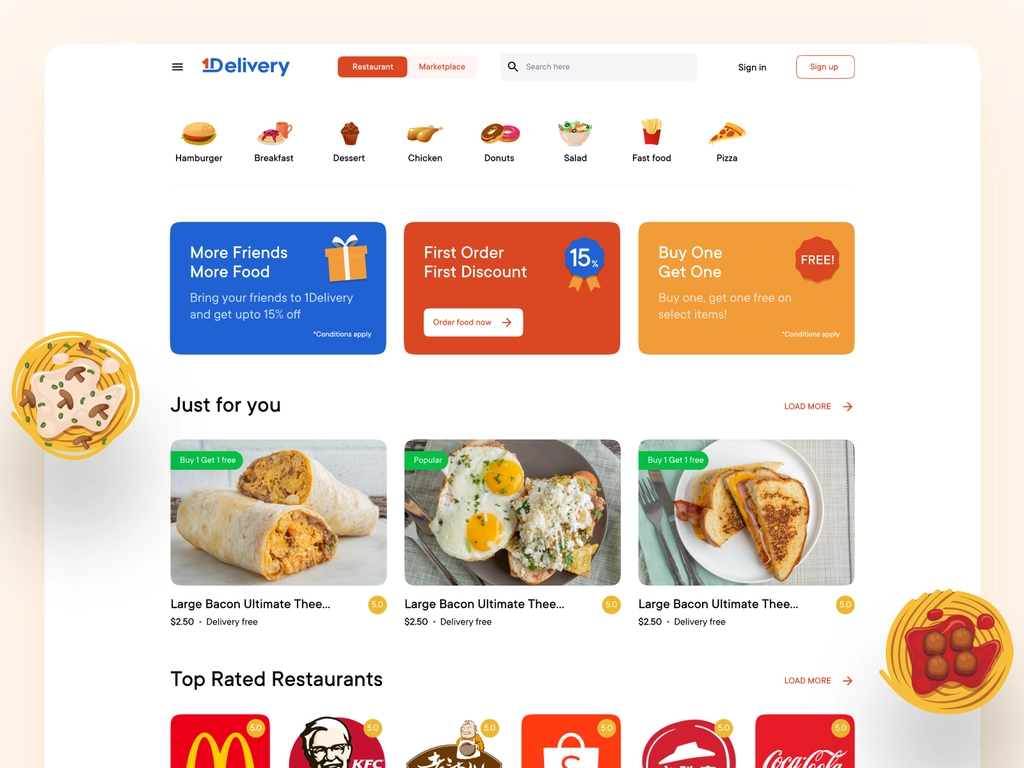 1Delivery
Restaurant
Marketplace
Search here
Sign in
Sign up
Hamburger
Breakfast
Dessert
Chicken
Donuts
Salad
Fast food
Pizza
More Friends
More Food
Bring your friends to 1Delivery
and get upto 15% off
*Conditions apply
First Order
First Discount
15%
Order food now
Buy One
Get One
FREE!
Buy one, get one free on
select items!
*Conditions apply
Just for you
LOAD MORE
Buy 1 Get 1 free
Popular
Buy 1 Get 1 free
Large Bacon Ultimate Thee...
5.0
$2.50 • Delivery free
Large Bacon Ultimate Thee...
5.0
$2.50 • Delivery free
Large Bacon Ultimate Thee...
5.0
$2.50 • Delivery free
Top Rated Restaurants
LOAD MORE
5.0
5.0
5.0
5.0
5.0
5.0
KFC
Coca-Cola